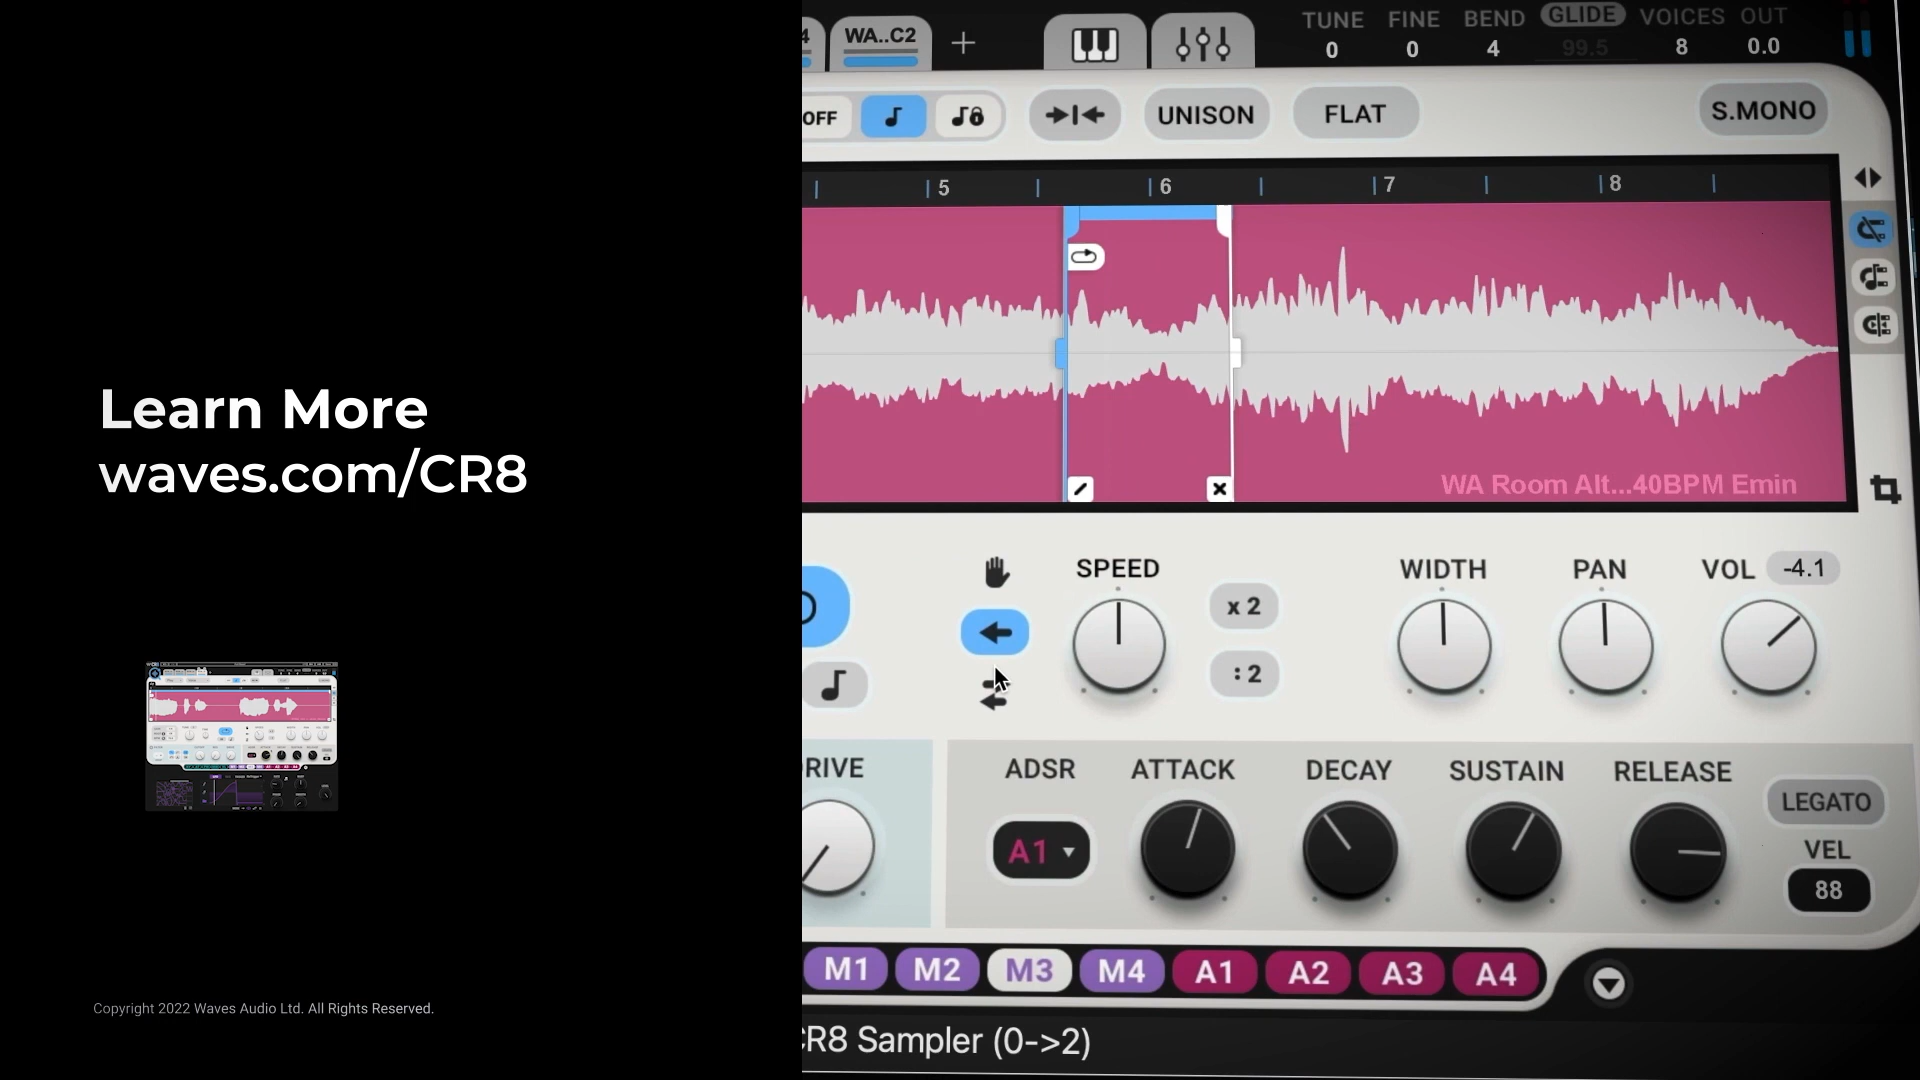 Learn More
waves.com/CR8
Copyright 2022 Waves Audio Ltd. All Rights Reserved.
WA..C2
TUNE FINE BEND GLIDE VOICES OUT
0 0 4 99.5 8 0.0
OFF UNISON FLAT S.MONO
5 6 7 8
WA Room Alt...40BPM Emin
SPEED WIDTH PAN VOL -4.1
x 2
: 2
RIVE ADSR ATTACK DECAY SUSTAIN RELEASE
LEGATO
A1
VEL
88
M1 M2 M3 M4 A1 A2 A3 A4
CR8 Sampler (0->2)